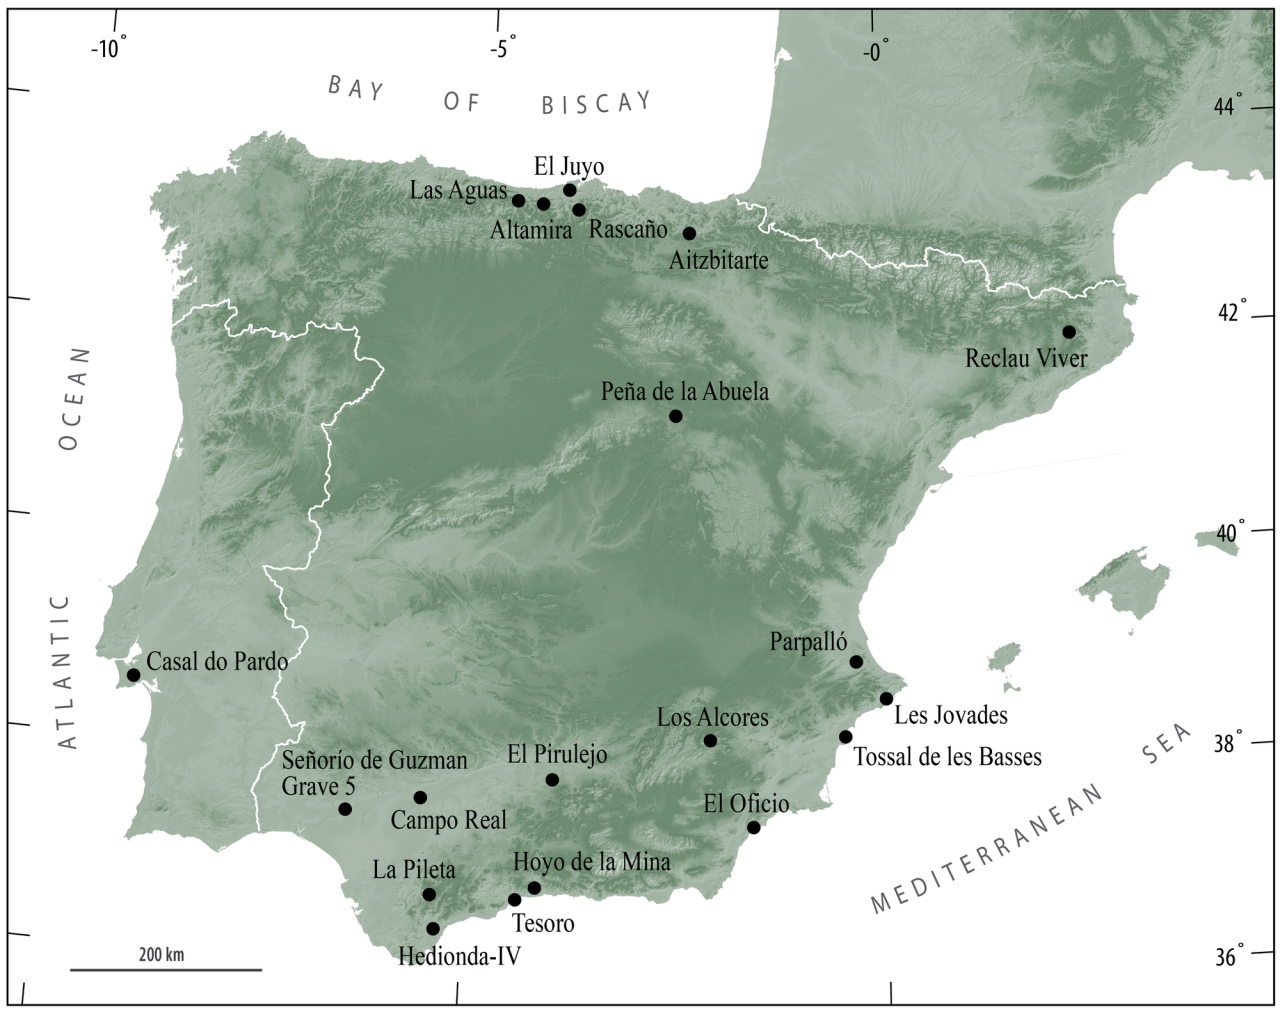 -10°
-5°
-0°
BAY OF BISCAY
44°
El Juyo
Las Aguas
Altamira
Rascaño
Aitzbitarte
42°
Reclau Viver
OCEAN
Peña de la Abuela
40°
ATLANTIC
Parpalló
Casal do Pardo
Les Jovades
Los Alcores
SEA
38°
Tossal de les Basses
Señorío de Guzman
Grave 5
El Pirulejo
El Oficio
Campo Real
MEDITERRANEAN
La Pileta
Hoyo de la Mina
Tesoro
Hedionda-IV
200 km
36°